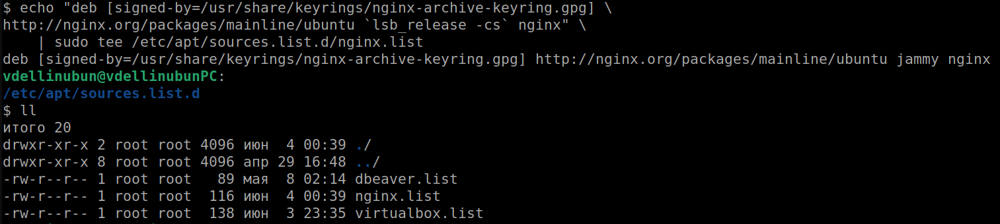 $ echo "deb [signed-by=/usr/share/keyrings/nginx-archive-keyring.gpg] \
http://nginx.org/packages/mainline/ubuntu `lsb_release -cs` nginx" \
    | sudo tee /etc/apt/sources.list.d/nginx.list
deb [signed-by=/usr/share/keyrings/nginx-archive-keyring.gpg] http://nginx.org/packages/mainline/ubuntu jammy nginx
vdellinubun@vdellinubunPC:
/etc/apt/sources.list.d
$ ll
итого 20
drwxr-xr-x 2 root root 4096 июн  4 00:39 ./
drwxr-xr-x 8 root root 4096 апр 29 16:48 ../
-rw-r--r-- 1 root root   89 мая  8 02:14 dbeaver.list
-rw-r--r-- 1 root root  116 июн  4 00:39 nginx.list
-rw-r--r-- 1 root root  138 июн  3 23:35 virtualbox.list